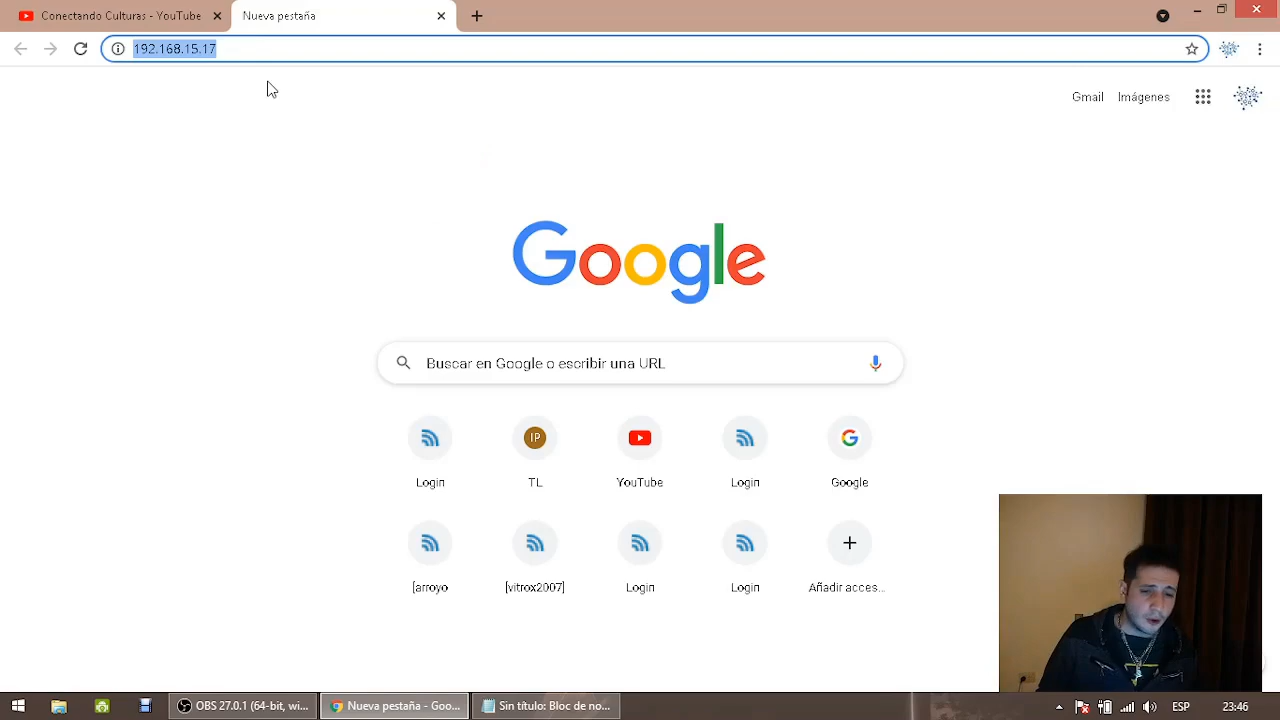 Conectando Culturas - YouTube
Nueva pestaña
192.168.15.17
Gmail
Imágenes
Google
Buscar en Google o escribir una URL
Login
IP
TL
YouTube
Login
G
Google
[arroyo
[vitrox2007]
Login
Login
Añadir acces...
OBS 27.0.1 (64-bit, wi...
Nueva pestaña - Goo...
Sin título: Bloc de no...
ESP
23:46